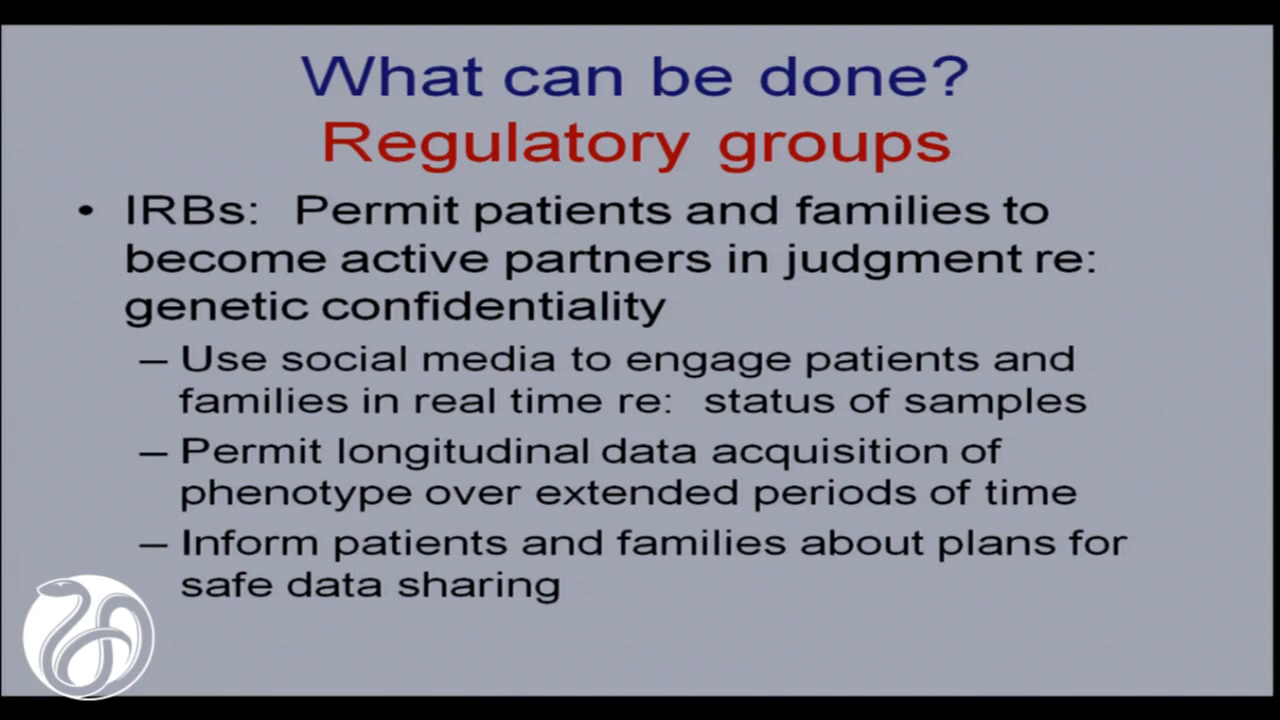 What can be done?
Regulatory groups
• IRBs: Permit patients and families to
become active partners in judgment re:
genetic confidentiality
– Use social media to engage patients and
families in real time re: status of samples
– Permit longitudinal data acquisition of
phenotype over extended periods of time
– Inform patients and families about plans for
safe data sharing